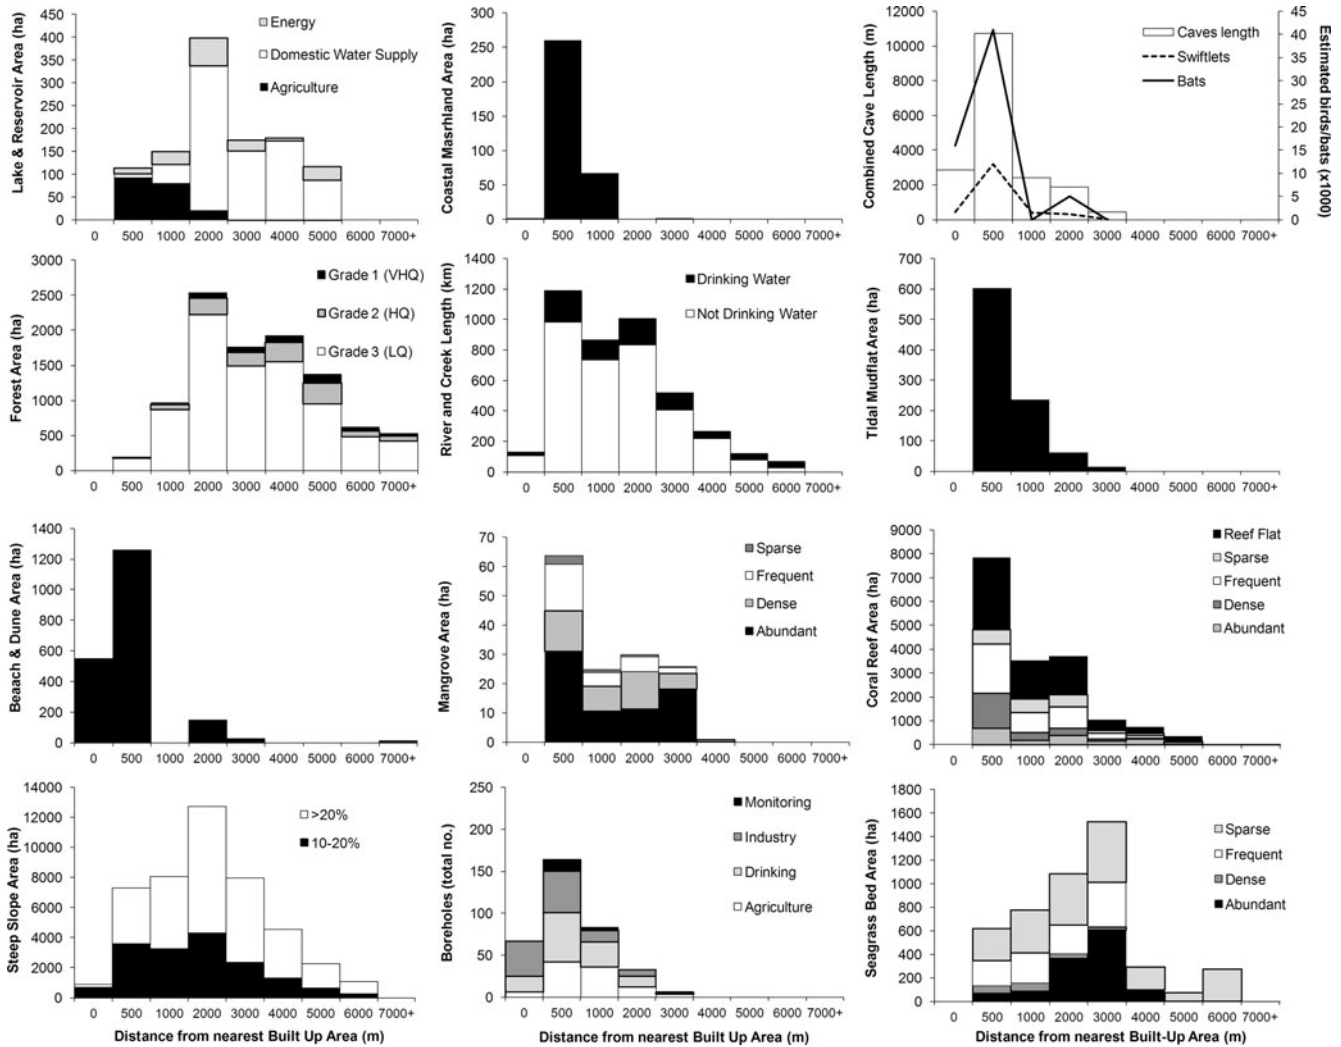 Lake & Reservoir Area (ha)
450
400
350
300
250
200
150
100
50
0
Energy
Domestic Water Supply
Agriculture
0 500 1000 2000 3000 4000 5000 6000 7000+
Coastal Masrhland Area (ha)
300
250
200
150
100
50
0
0 500 1000 2000 3000 4000 5000 6000 7000+
Combined Cave Length (m)
12000
10000
8000
6000
4000
2000
0
Caves length
Swiftlets
Bats
45
40
35
30
25
20
15
10
5
0
Estimated birds/bats (x1000)
0 500 1000 2000 3000 4000 5000 6000 7000+
Forest Area (ha)
3000
2500
2000
1500
1000
500
0
Grade 1 (VHQ)
Grade 2 (HQ)
Grade 3 (LQ)
0 500 1000 2000 3000 4000 5000 6000 7000+
River and Creek Length (km)
1400
1200
1000
800
600
400
200
0
Drinking Water
Not Drinking Water
0 500 1000 2000 3000 4000 5000 6000 7000+
TIdal Mudflat Area (ha)
700
600
500
400
300
200
100
0
0 500 1000 2000 3000 4000 5000 6000 7000+
Beaach & Dune Area (ha)
1400
1200
1000
800
600
400
200
0
0 500 1000 2000 3000 4000 5000 6000 7000+
Mangrove Area (ha)
70
60
50
40
30
20
10
0
Sparse
Frequent
Dense
Abundant
0 500 1000 2000 3000 4000 5000 6000 7000+
Coral Reef Area (ha)
9000
8000
7000
6000
5000
4000
3000
2000
1000
0
Reef Flat
Sparse
Frequent
Dense
Abundant
0 500 1000 2000 3000 4000 5000 6000 7000+
Steep Slope Area (ha)
14000
12000
10000
8000
6000
4000
2000
0
>20%
10-20%
0 500 1000 2000 3000 4000 5000 6000 7000+
Distance from nearest Built Up Area (m)
Boreholes (total no.)
250
200
150
100
50
0
Monitoring
Industry
Drinking
Agriculture
0 500 1000 2000 3000 4000 5000 6000 7000+
Distance from nearest Built Up Area (m)
Seagrass Bed Area (ha)
1800
1600
1400
1200
1000
800
600
400
200
0
Sparse
Frequent
Dense
Abundant
0 500 1000 2000 3000 4000 5000 6000 7000+
Distance from nearest Built-Up Area (m)